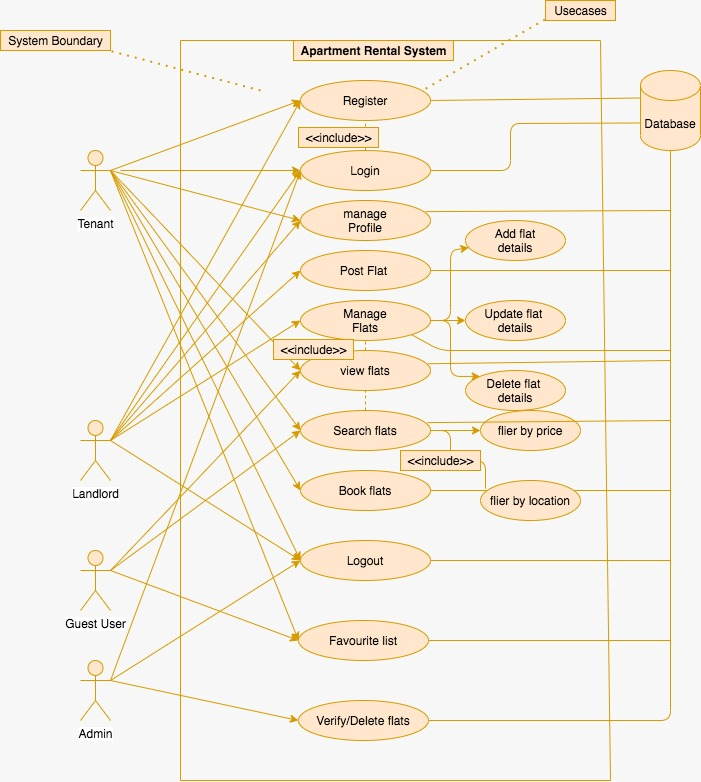 Usecases
System Boundary
Apartment Rental System
Register
Database
<<include>>
Login
Tenant
manage
Profile
Add flat
details
Post Flat
Manage
Flats
Update flat
details
<<include>>
view flats
Delete flat
details
Search flats
flier by price
<<include>>
Landlord
Book flats
flier by location
Logout
Guest User
Favourite list
Verify/Delete flats
Admin